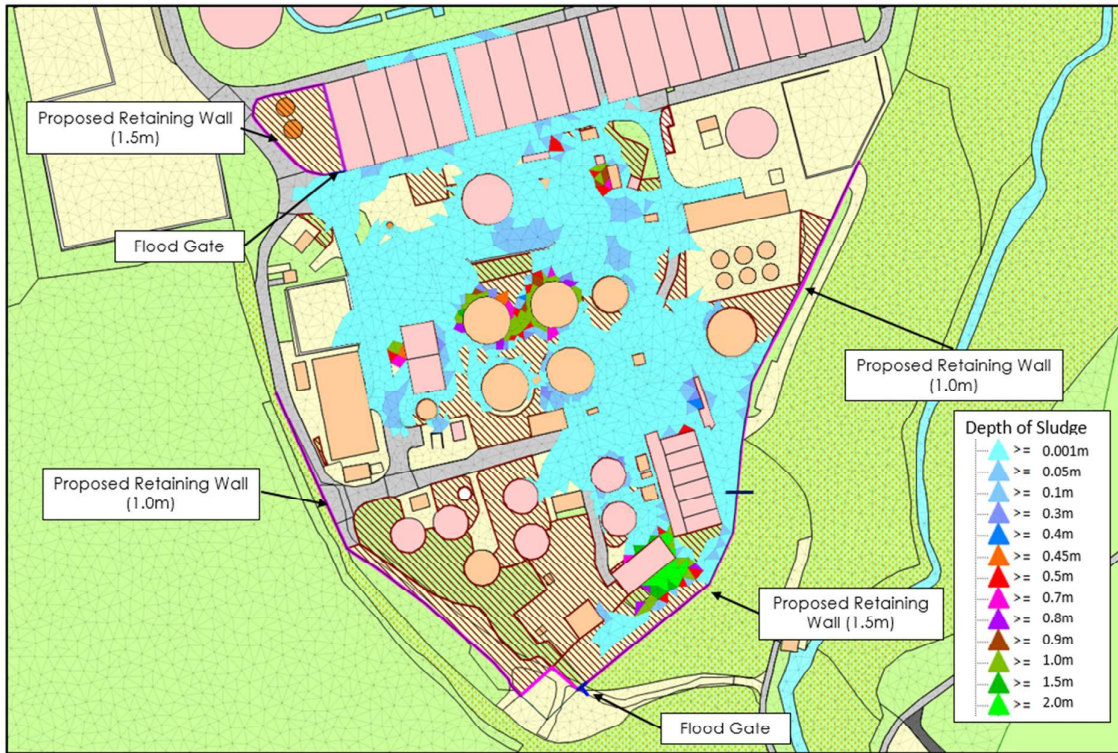 Proposed Retaining Wall
(1.5m)
Flood Gate
Proposed Retaining Wall
(1.0m)
Proposed Retaining Wall
(1.0m)
Proposed Retaining
Wall (1.5m)
Flood Gate
Depth of Sludge
>= 0.001m
>= 0.05m
>= 0.1m
>= 0.3m
>= 0.4m
>= 0.45m
>= 0.5m
>= 0.7m
>= 0.8m
>= 0.9m
>= 1.0m
>= 1.5m
>= 2.0m